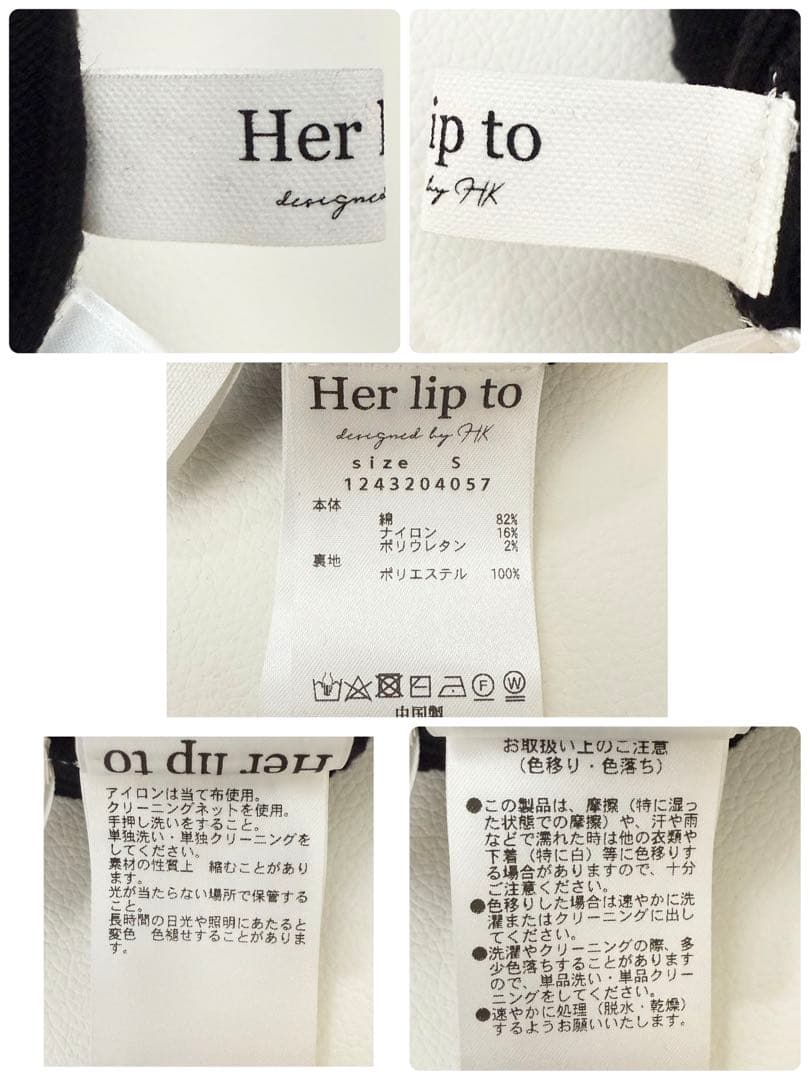 Her l
designed
ip to
by HK
Her lip to
designed by HK
size S
1243204057
本体
綿 82%
ナイロン 16%
ポリウレタン 2%
裏地
ポリエステル 100%
F W
中国製
Her lip to
アイロンは当て布使用。
クリーニングネットを使用。
手押し洗いをすること。
単独洗い・単独クリーニングを
してください。
素材の性質上 縮むことがあり
ます。
光が当たらない場所で保管する
こと。
長時間の日光や照明にあたると
変色 色褪せすることがありま
す。
お取扱い上のご注意
(色移り・色落ち)
●この製品は、摩擦(特に湿っ
た状態での摩擦)や、汗や雨
などで濡れた時は他の衣類や
下着(特に白)等に色移りす
る場合がありますので、十分
ご注意ください。
●色移りした場合は速やかに洗
濯またはクリーニングに出し
てください。
●洗濯やクリーニングの際、多
少色落ちすることがあります
ので、単品洗い・単品クリー
ニングをしてください。
●速やかに処理(脱水・乾燥)
するようお願いいたします。